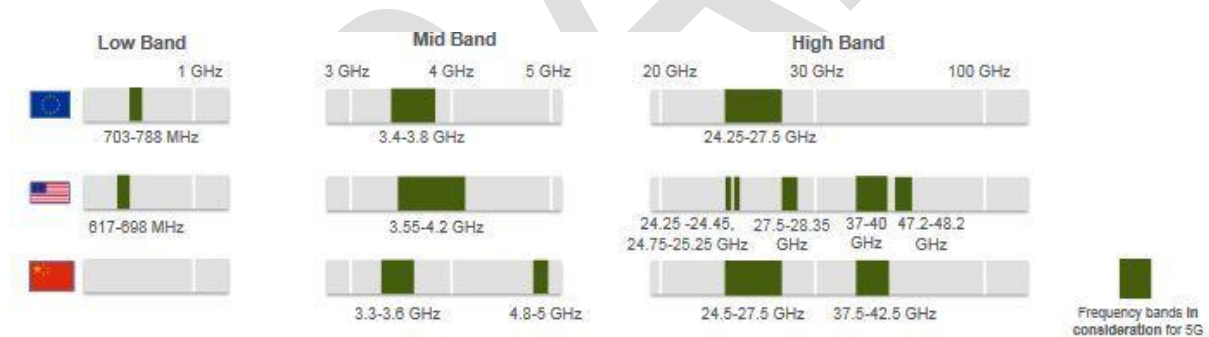 Low Band
Mid Band
High Band
1 GHz
3 GHz 4 GHz 5 GHz
20 GHz 30 GHz 100 GHz
703-788 MHz
3.4-3.8 GHz
24.25-27.5 GHz
617-698 MHz
3.55-4.2 GHz
24.25 -24.45,
24.75-25.25 GHz
27.5-28.35
GHz
37-40
GHz
47.2-48.2
GHz
3.3-3.6 GHz
4.8-5 GHz
24.5-27.5 GHz
37.5-42.5 GHz
Frequency bands in
consideration for 5G